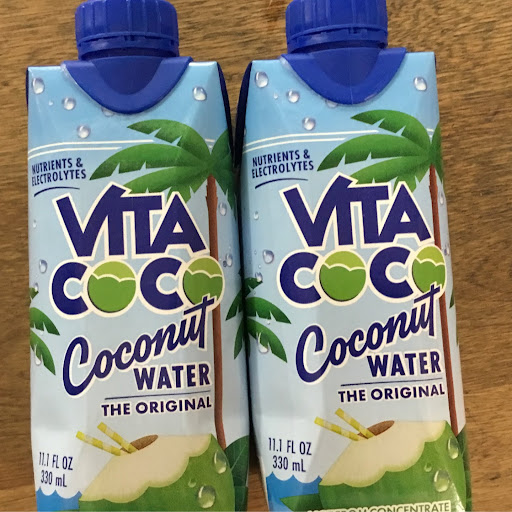 NUTRIENTS &
ELECTROLYTES
VITA
COCO
Coconut
WATER
THE ORIGINAL
11.1 FL OZ
330 mL
NUTRIENTS &
ELECTROLYTES
VITA
COCO
Coconut
WATER
THE ORIGINAL
11.1 FL OZ
330 mL
CONCENTRATE